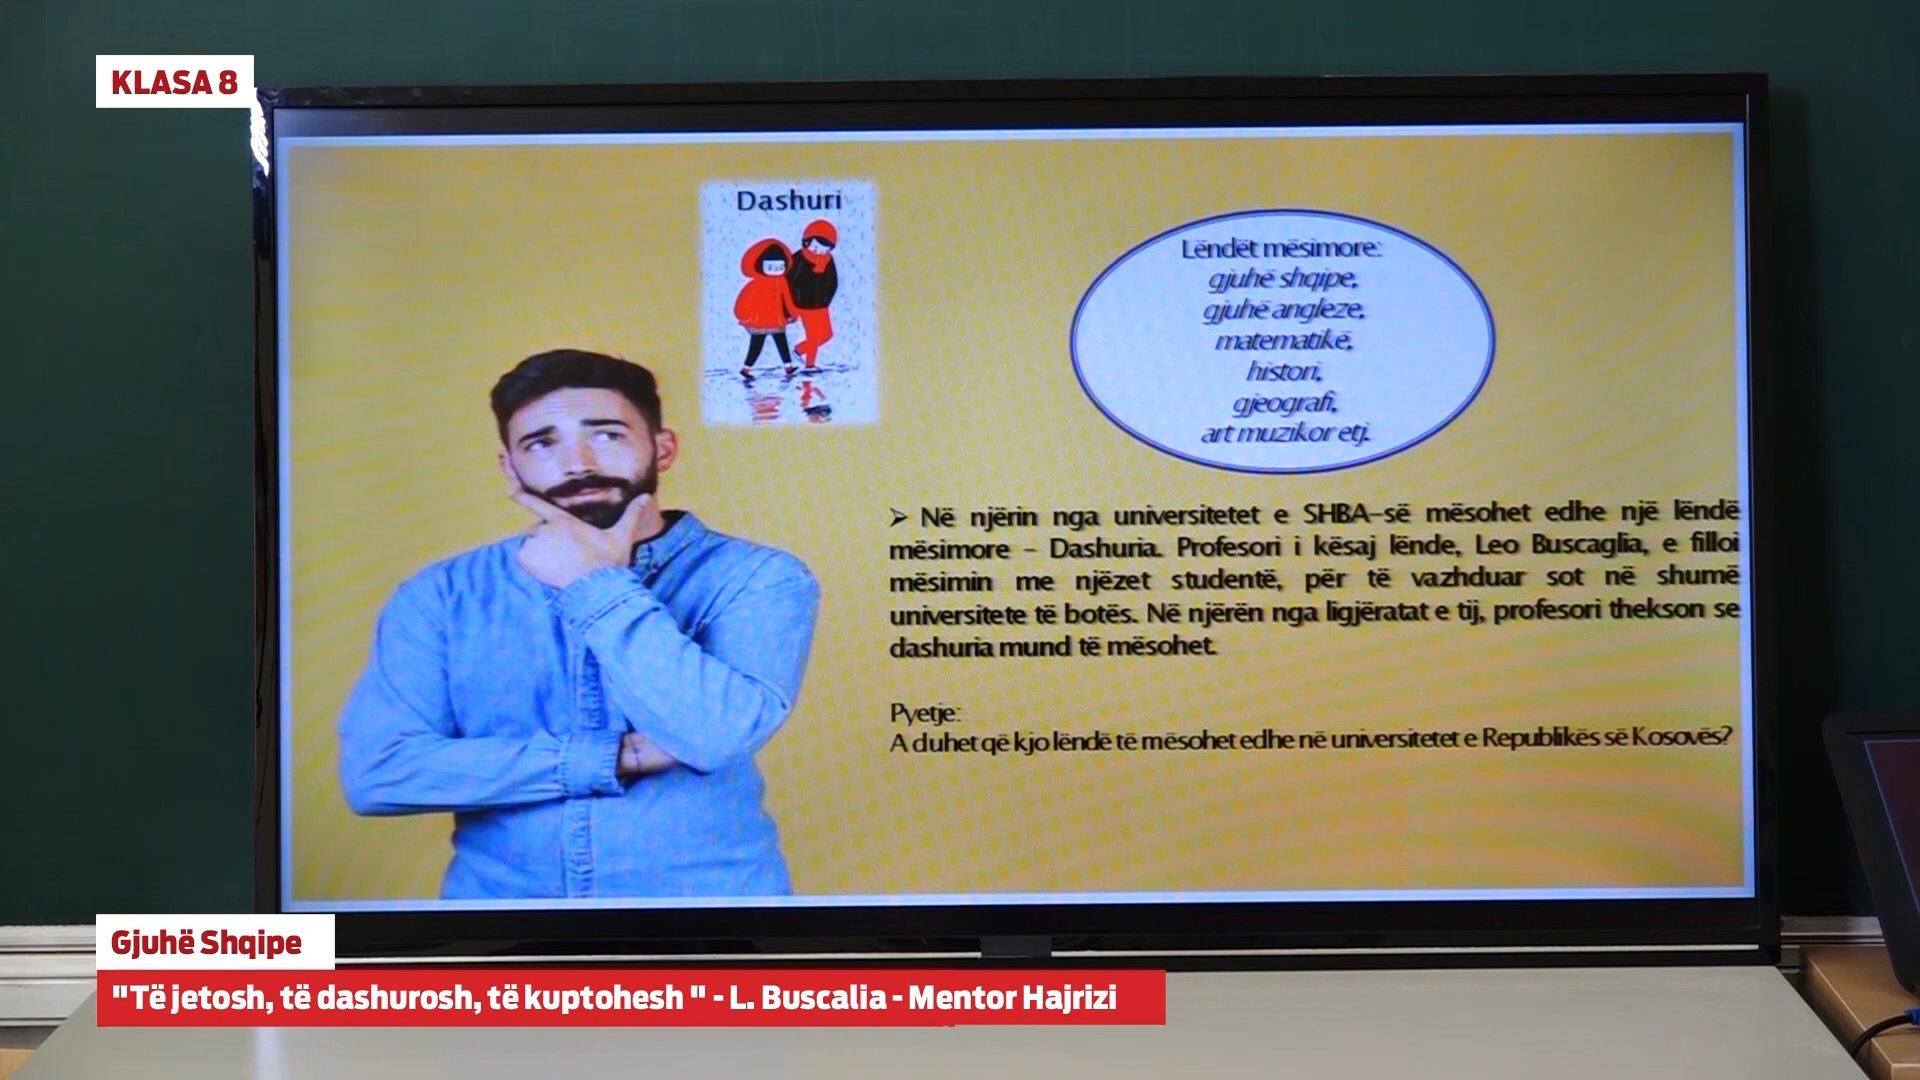 KLASA 8
Dashuri
Lëndët mësimore:
gjuhë shqipe,
gjuhë angleze,
matematikë,
histori,
gjeografi,
art muzikor etj.
➢ Në njërin nga universitetet e SHBA-së mësohet edhe një lëndë
mësimore – Dashuria. Profesori i kësaj lënde, Leo Buscaglia, e filloi
mësimin me njëzet studentë, për të vazhduar sot në shumë
universitete të botës. Në njërën nga ligjëratat e tij, profesori thekson se
dashuria mund të mësohet.
Pyetje:
A duhet që kjo lëndë të mësohet edhe në universitetet e Republikës së Kosovës?
Gjuhë Shqipe
"Të jetosh, të dashurosh, të kuptohesh " - L. Buscalia - Mentor Hajrizi